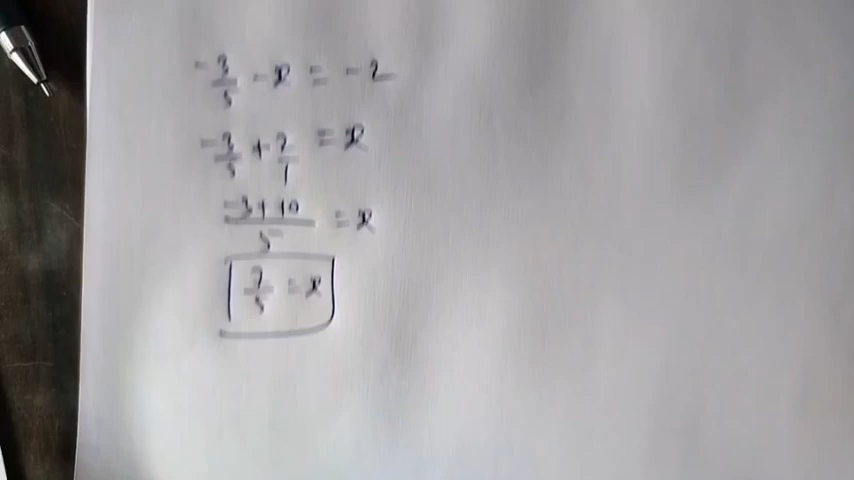 -3/5 - x = -2
-3/5 + 2/1 = x
(-3+10)/5 = x
7/5 = x